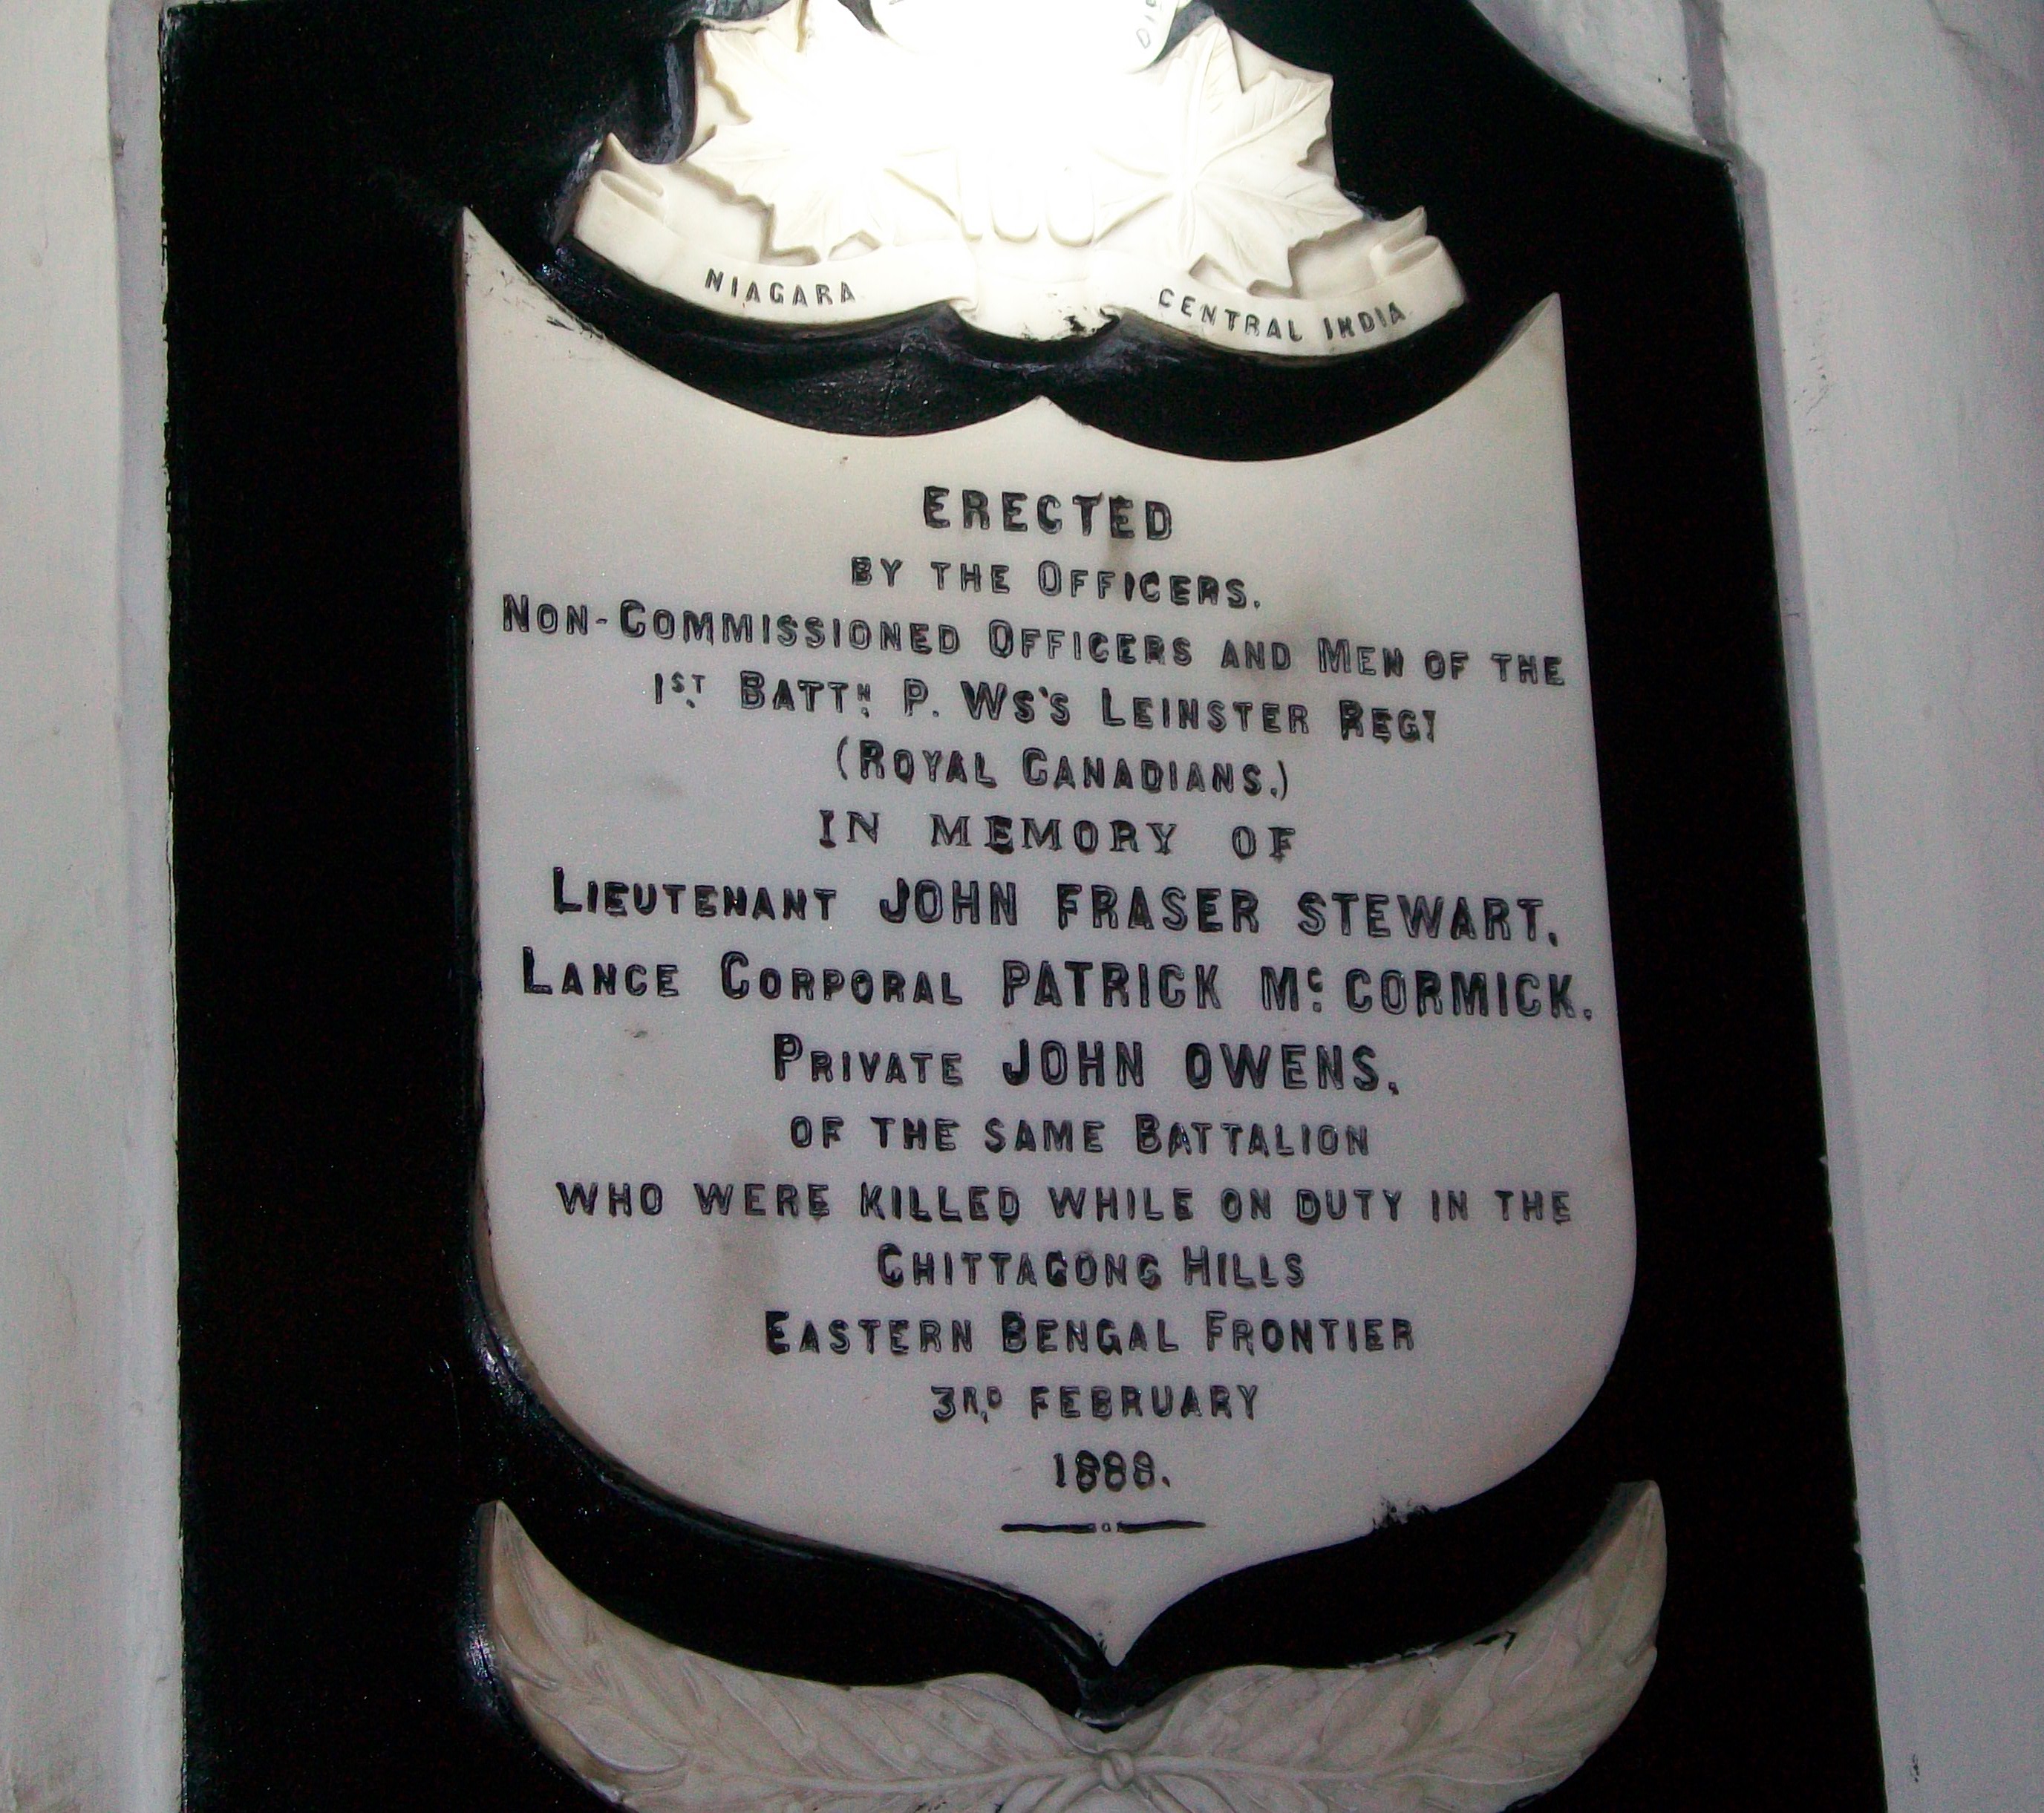 NIAGARA
CENTRAL INDIA
ERECTED
BY THE OFFICERS,
NON-COMMISSIONED OFFICERS AND MEN OF THE
1ST BATTN P. WS'S LEINSTER REGT
(ROYAL CANADIANS.)
IN MEMORY OF
LIEUTENANT JOHN FRASER STEWART,
LANCE CORPORAL PATRICK Mc CORMICK,
PRIVATE JOHN OWENS,
OF THE SAME BATTALION
WHO WERE KILLED WHILE ON DUTY IN THE
CHITTAGONG HILLS
EASTERN BENGAL FRONTIER
3RD FEBRUARY
1888.